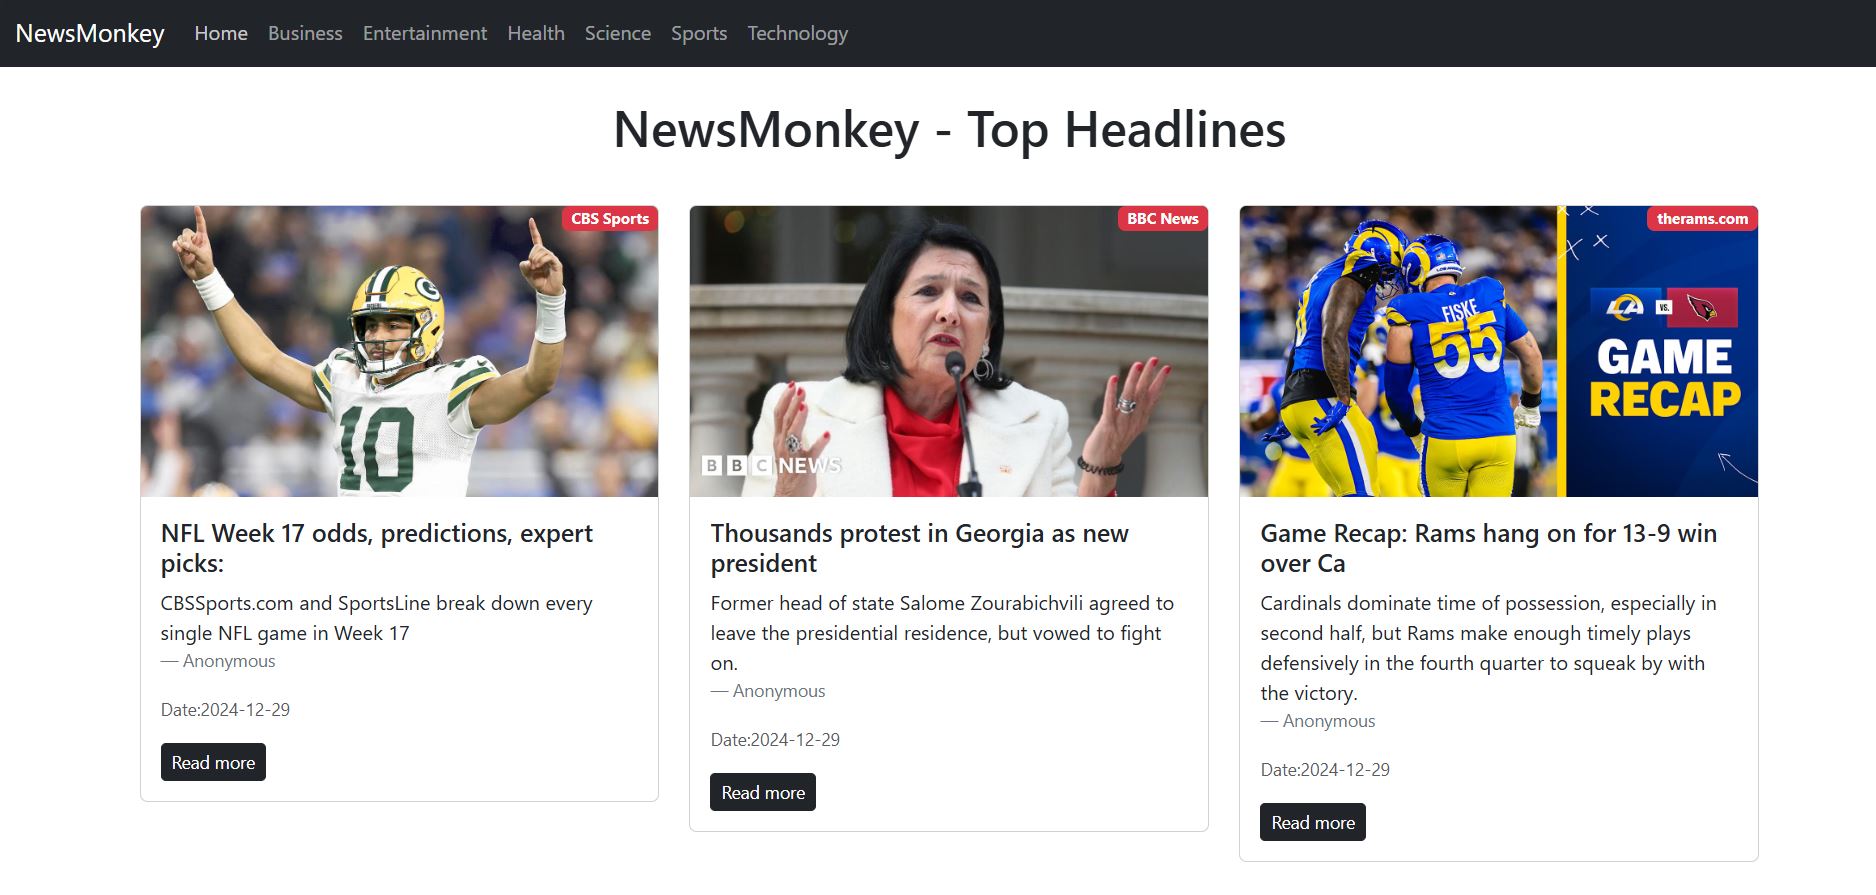 NewsMonkey Home Business Entertainment Health Science Sports Technology
NewsMonkey - Top Headlines
CBS Sports
10
NFL Week 17 odds, predictions, expert
picks:
CBSSports.com and SportsLine break down every
single NFL game in Week 17
— Anonymous
Date:2024-12-29
Read more
BBC News
BBC NEWS
Thousands protest in Georgia as new
president
Former head of state Salome Zourabichvili agreed to
leave the presidential residence, but vowed to fight
on.
— Anonymous
Date:2024-12-29
Read more
therams.com
FISKE
55
LA VS.
GAME
RECAP
Game Recap: Rams hang on for 13-9 win
over Ca
Cardinals dominate time of possession, especially in
second half, but Rams make enough timely plays
defensively in the fourth quarter to squeak by with
the victory.
— Anonymous
Date:2024-12-29
Read more